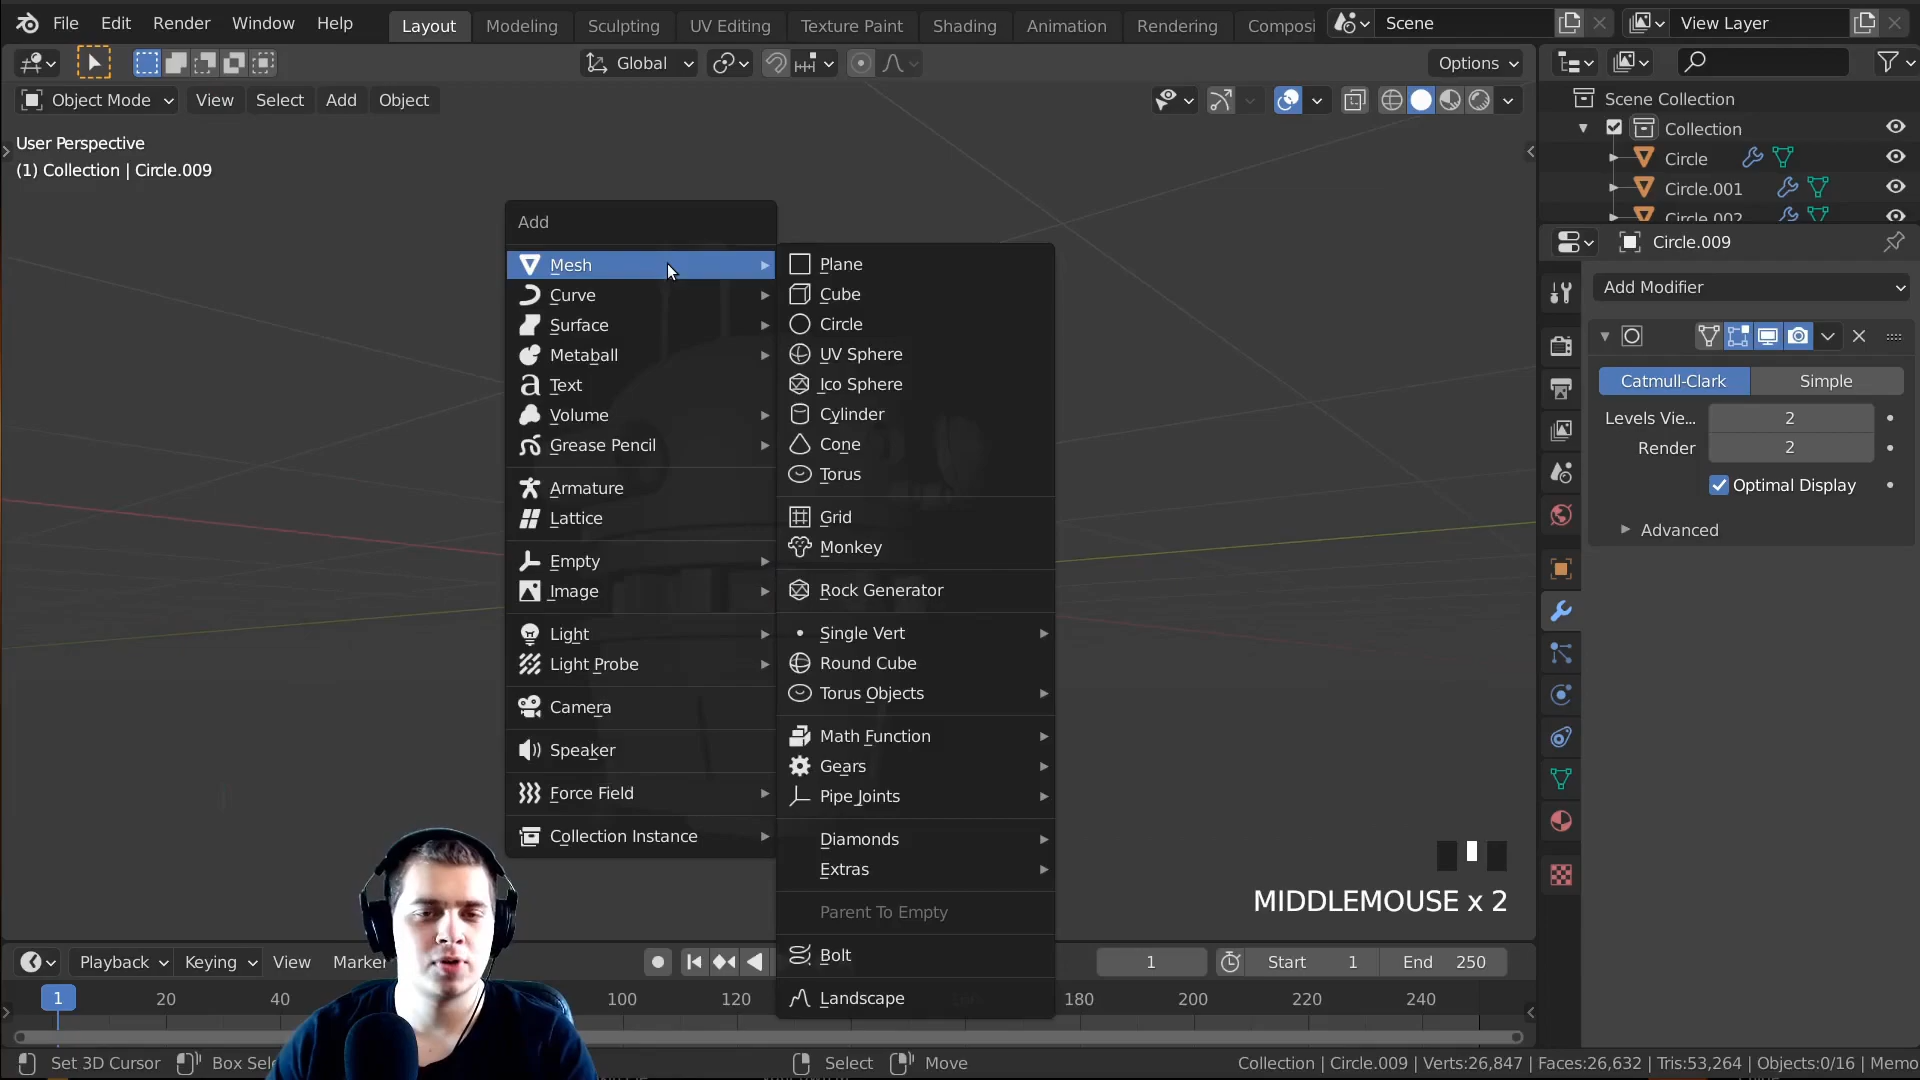 File Edit Render Window Help
Layout Modeling Sculpting UV Editing Texture Paint Shading Animation Rendering Composi
Scene
View Layer
Global
Options
Object Mode View Select Add Object
User Perspective
(1) Collection | Circle.009
Add
Mesh
Curve
Surface
Metaball
Text
Volume
Grease Pencil
Armature
Lattice
Empty
Image
Light
Light Probe
Camera
Speaker
Force Field
Collection Instance
Plane
Cube
Circle
UV Sphere
Ico Sphere
Cylinder
Cone
Torus
Grid
Monkey
Rock Generator
Single Vert
Round Cube
Torus Objects
Math Function
Gears
Pipe Joints
Diamonds
Extras
Parent To Empty
Bolt
Landscape
Scene Collection
Collection
Circle
Circle.001
Circle.002
Circle.009
Add Modifier
Catmull-Clark Simple
Levels Vie... 2
Render 2
Optimal Display
Advanced
MIDDLEMOUSE x 2
Playback Keying View Marker
1 Start 1 End 250
1 20 40 100 120 180 200 220 240
Set 3D Cursor Box Sele Select Move
Collection | Circle.009 | Verts:26,847 | Faces:26,632 | Tris:53,264 | Objects:0/16 | Memo